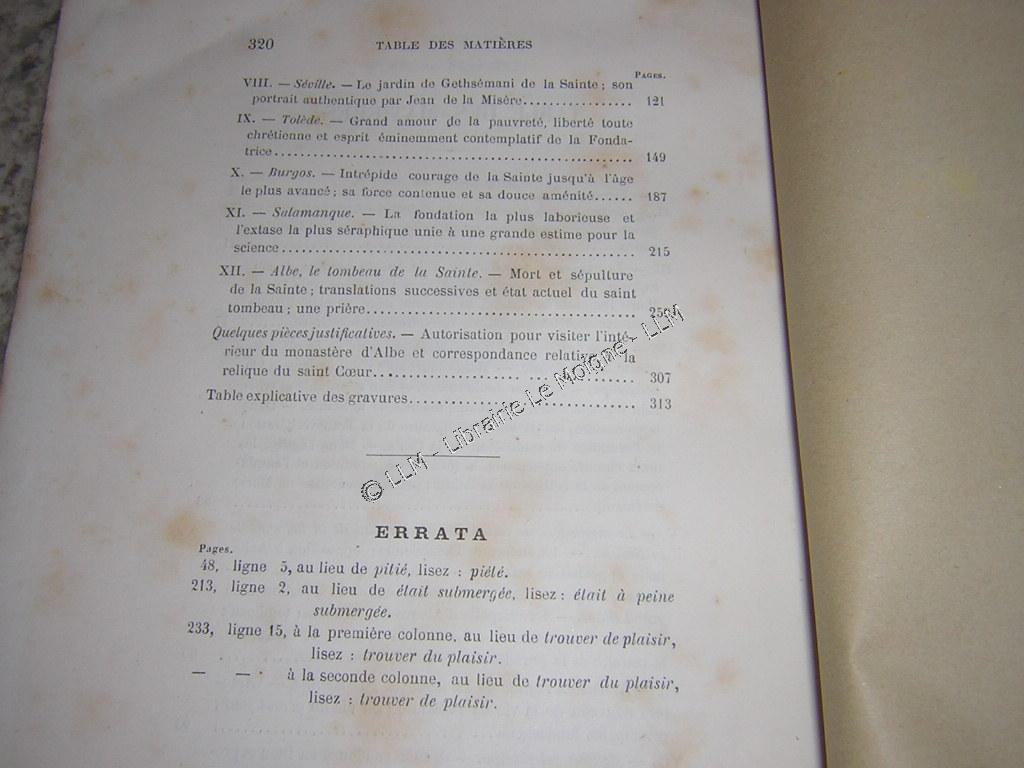 320 TABLE DES MATIÈRES
PAGES.
VIII. — Séville. — Le jardin de Gethsémani de la Sainte ; son
portrait authentique par Jean de la Misère................. 121
IX. — Tolède. — Grand amour de la pauvreté, liberté toute
chrétienne et esprit éminemment contemplatif de la Fonda-
trice...................................................... 149
X. — Burgos. — Intrépide courage de la Sainte jusqu'à l'âge
le plus avancé ; sa force contenue et sa douce aménité...... 187
XI. — Salamanque. — La fondation la plus laborieuse et
l'extase la plus séraphique unie à une grande estime pour la
science.................................................... 215
XII. — Albe, le tombeau de la Sainte. — Mort et sépulture
de la Sainte ; translations successives et état actuel du saint
tombeau ; une prière........................................
Quelques pièces justificatives. — Autorisation pour visiter l'inté-
rieur du monastère d'Albe et correspondance relative la
relique du saint Cœur....................................... 307
Table explicative des gravures................................ 313
© LLM - Librairie Le Moigne - LLM
ERRATA
Pages.
48, ligne 5, au lieu de pitié, lisez : piété.
213, ligne 2, au lieu de était submergée, lisez : était à peine
submergée.
233, ligne 15, à la première colonne, au lieu de trouver de plaisir,
lisez : trouver du plaisir.
— — à la seconde colonne, au lieu de trouver du plaisir,
lisez : trouver de plaisir.